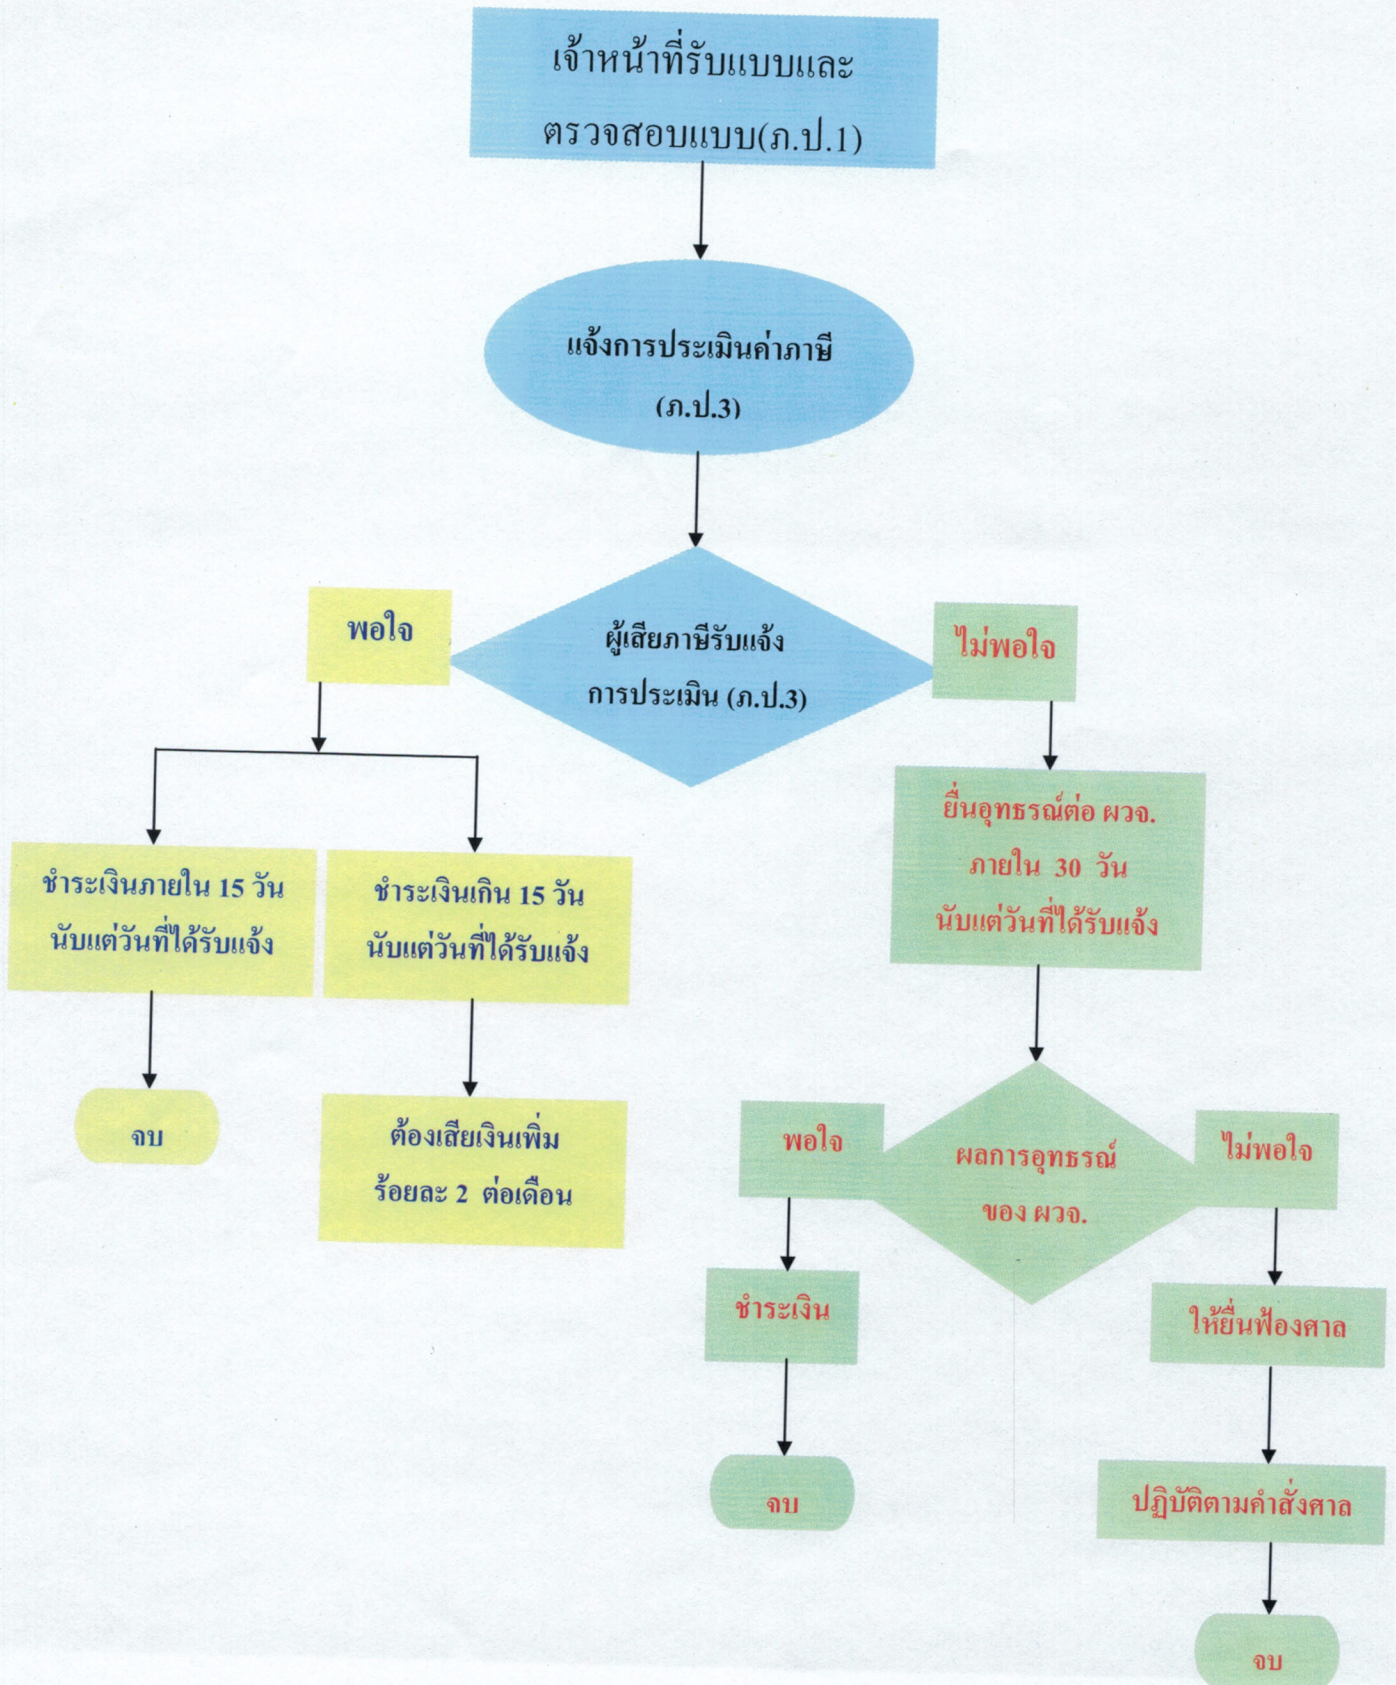 เจ้าหน้าที่รับแบบและ
ตรวจสอบแบบ(ภ.ป.1)
แจ้งการประเมินค่าภาษี
(ภ.ป.3)
ผู้เสียภาษีรับแจ้ง
การประเมิน (ภ.ป.3)
พอใจ
ไม่พอใจ
ชำระเงินภายใน 15 วัน
นับแต่วันที่ได้รับแจ้ง
ชำระเงินเกิน 15 วัน
นับแต่วันที่ได้รับแจ้ง
จบ
ต้องเสียเงินเพิ่ม
ร้อยละ 2 ต่อเดือน
ยื่นอุทธรณ์ต่อ ผวจ.
ภายใน 30 วัน
นับแต่วันที่ได้รับแจ้ง
ผลการอุทธรณ์
ของ ผวจ.
พอใจ
ไม่พอใจ
ชำระเงิน
จบ
ให้ยื่นฟ้องศาล
ปฏิบัติตามคำสั่งศาล
จบ